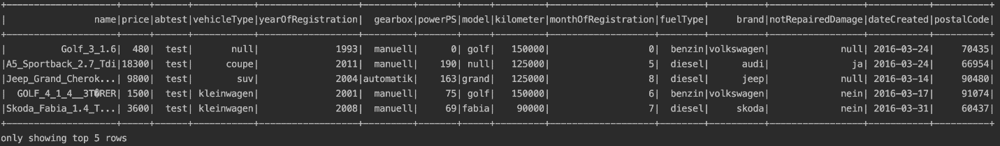 +--------------------+-----+------+-----------+------------------+---------+-------+-----+---------+-------------------+--------+----------+-----------------+-----------+----------+
|                name|price|abtest|vehicleType|yearOfRegistration|  gearbox|powerPS|model|kilometer|monthOfRegistration|fuelType|     brand|notRepairedDamage|dateCreated|postalCode|
+--------------------+-----+------+-----------+------------------+---------+-------+-----+---------+-------------------+--------+----------+-----------------+-----------+----------+
|          Golf_3_1.6|  480|  test|       null|              1993|  manuell|      0| golf|   150000|                  0|  benzin|volkswagen|             null| 2016-03-24|     70435|
|A5_Sportback_2.7_Tdi|18300|  test|      coupe|              2011|  manuell|    190| null|   125000|                  5|  diesel|      audi|               ja| 2016-03-24|     66954|
|Jeep_Grand_Cherok...| 9800|  test|        suv|              2004|automatik|    163|grand|   125000|                  8|  diesel|      jeep|             null| 2016-03-14|     90480|
|  GOLF_4_1_4__3T�RER| 1500|  test| kleinwagen|              2001|  manuell|     75| golf|   150000|                  6|  benzin|volkswagen|             nein| 2016-03-17|     91074|
|Skoda_Fabia_1.4_T...| 3600|  test| kleinwagen|              2008|  manuell|     69|fabia|    90000|                  7|  diesel|     skoda|             nein| 2016-03-31|     60437|
+--------------------+-----+------+-----------+------------------+---------+-------+-----+---------+-------------------+--------+----------+-----------------+-----------+----------+
only showing top 5 rows